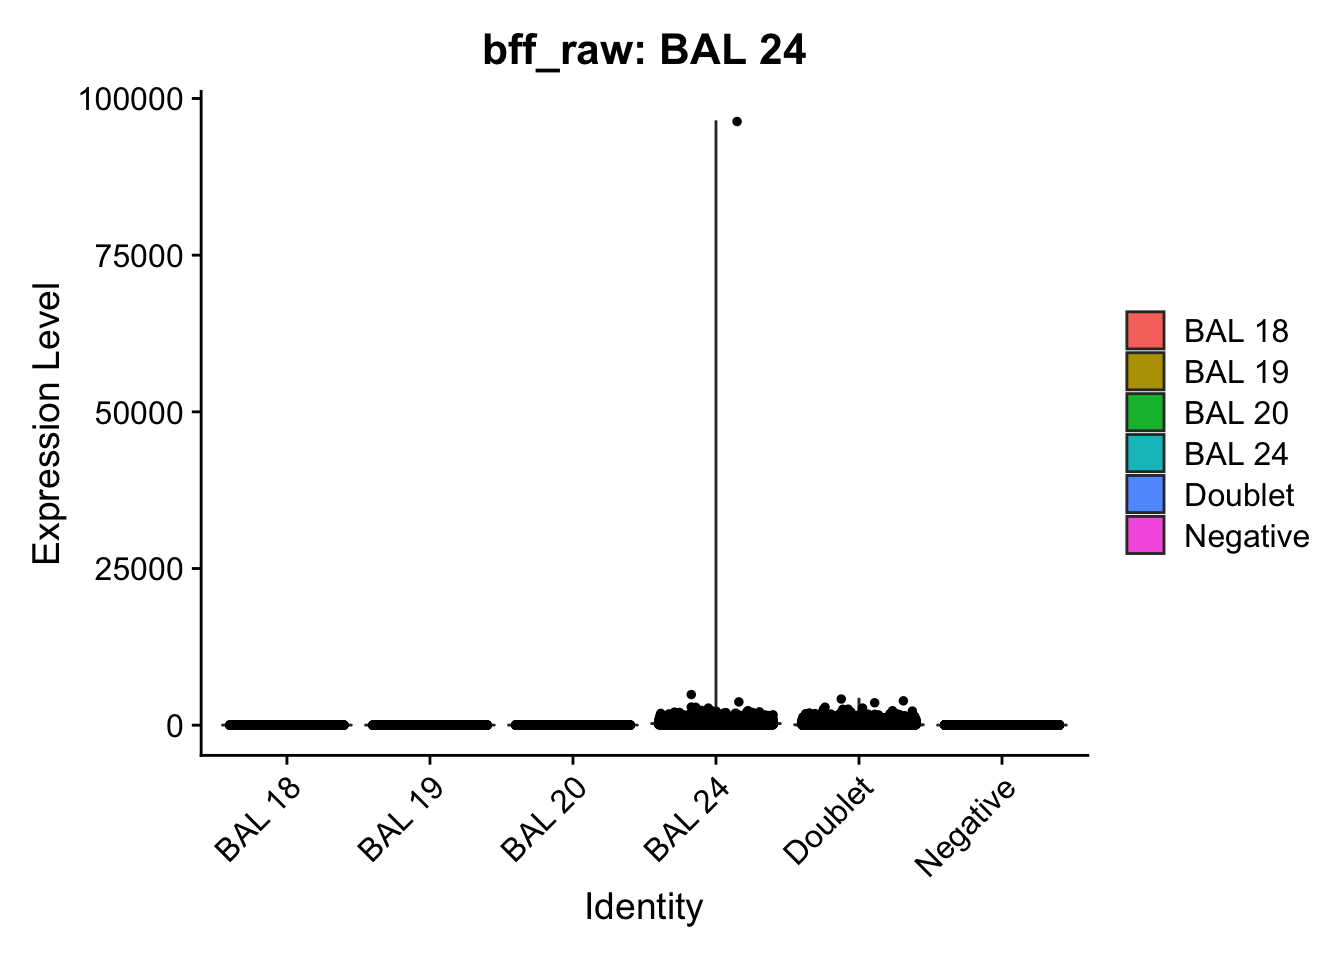 bff_raw: BAL 24
Expression Level
100000
75000
50000
25000
0
BAL 18
BAL 19
BAL 20
BAL 24
Doublet
Negative
Identity
BAL 18
BAL 19
BAL 20
BAL 24
Doublet
Negative